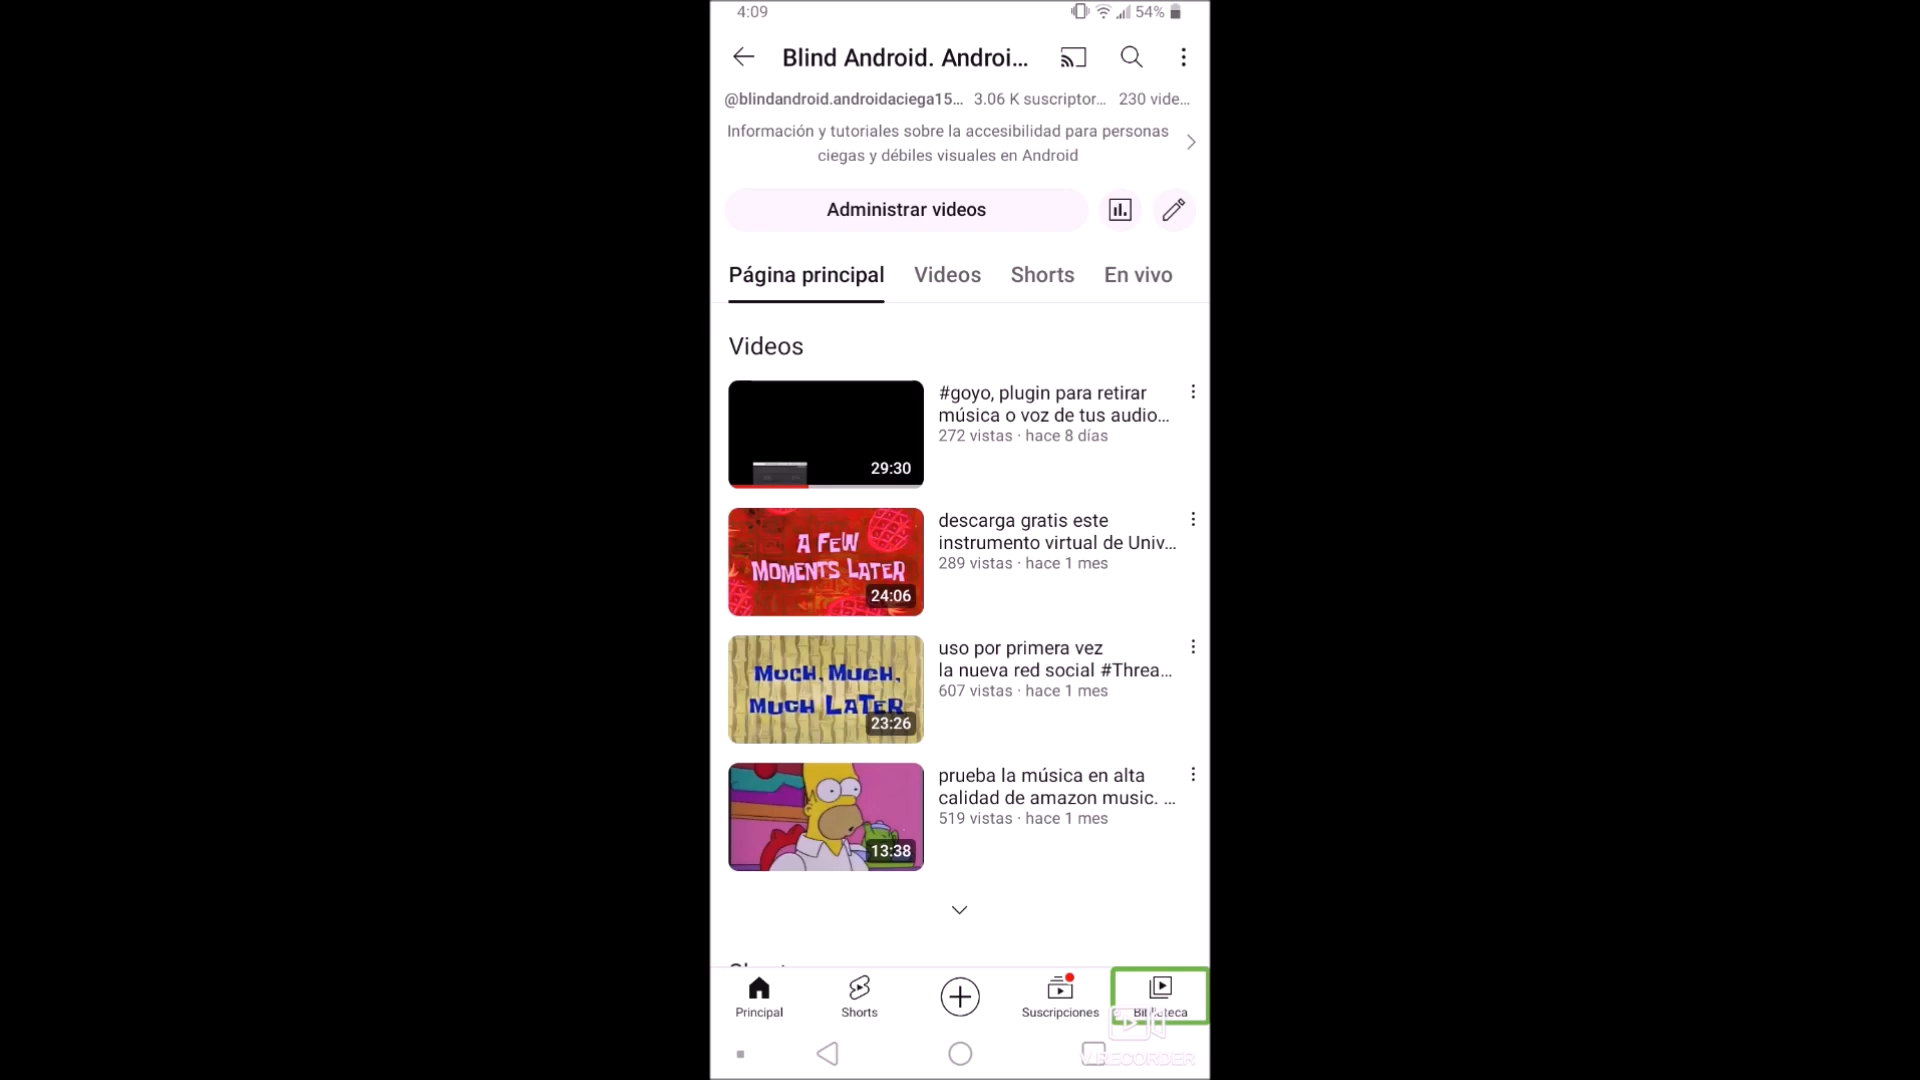 4:09
54%
Blind Android. Androi...
@blindandroid.androidaciega15... 3.06 K suscriptor... 230 vide...
Información y tutoriales sobre la accesibilidad para personas
ciegas y débiles visuales en Android
Administrar videos
Página principal Videos Shorts En vivo
Videos
#goyo, plugin para retirar
música o voz de tus audio...
272 vistas · hace 8 días
29:30
descarga gratis este
instrumento virtual de Univ...
289 vistas · hace 1 mes
A FEW
MOMENTS LATER
24:06
uso por primera vez
la nueva red social #Threa...
607 vistas · hace 1 mes
MUCH, MUCH,
MUCH LATER
23:26
prueba la música en alta
calidad de amazon music. ...
519 vistas · hace 1 mes
13:38
Principal Shorts Suscripciones Biblioteca
RECORDER